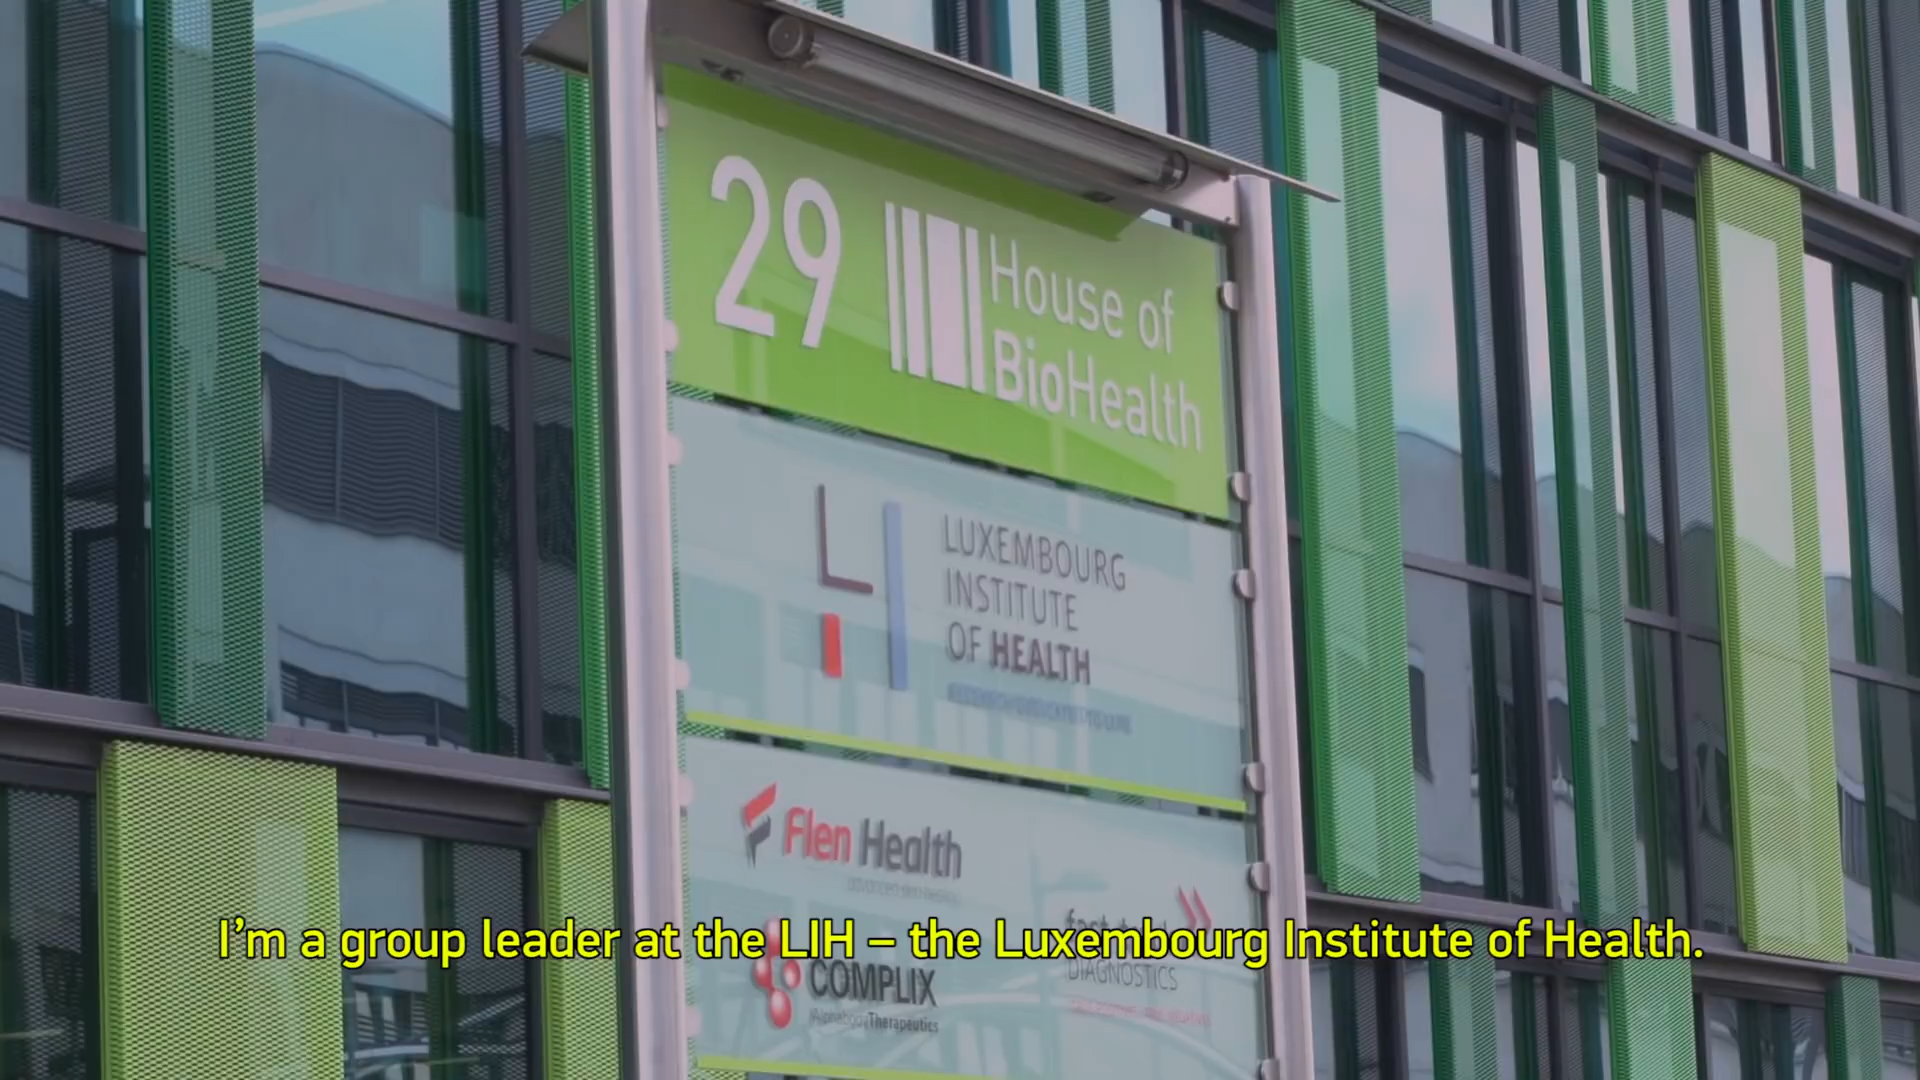 29
House of
BioHealth
LUXEMBOURG
INSTITUTE
OF HEALTH
Flen Health
COMPLIX
Therapeutics
DIAGNOSTICS
I'm a group leader at the LIH – the Luxembourg Institute of Health.